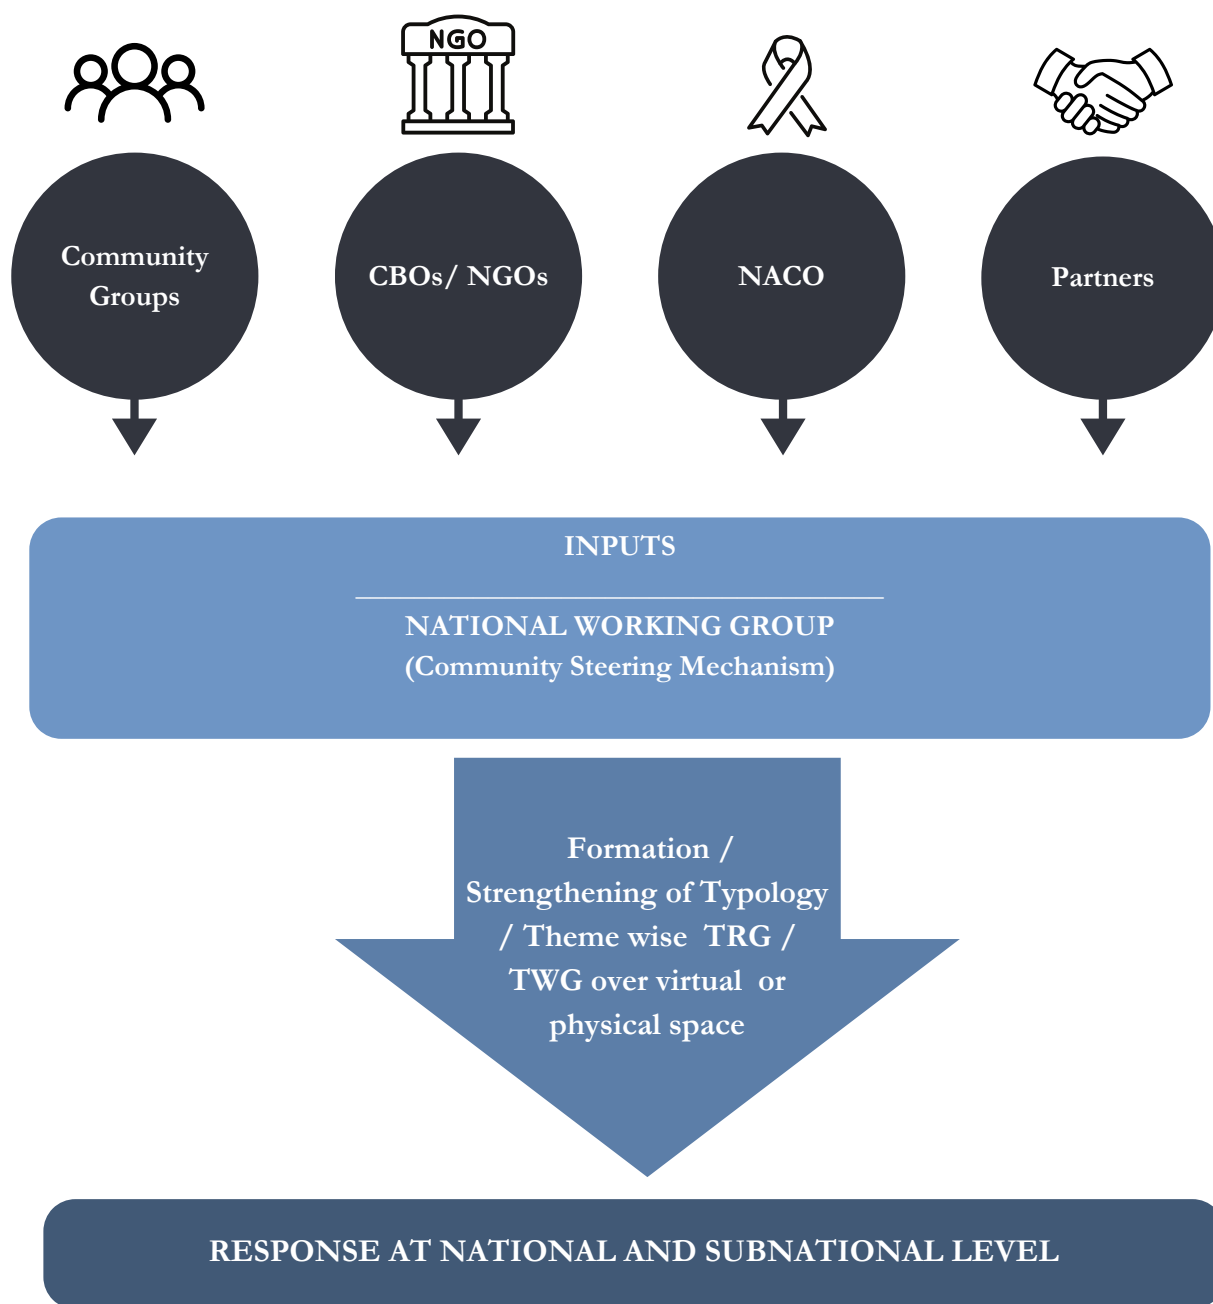 NGO
Community
Groups
CBOs/ NGOs
NACO
Partners
INPUTS
NATIONAL WORKING GROUP
(Community Steering Mechanism)
Formation /
Strengthening of Typology
/ Theme wise TRG /
TWG over virtual or
physical space
RESPONSE AT NATIONAL AND SUBNATIONAL LEVEL